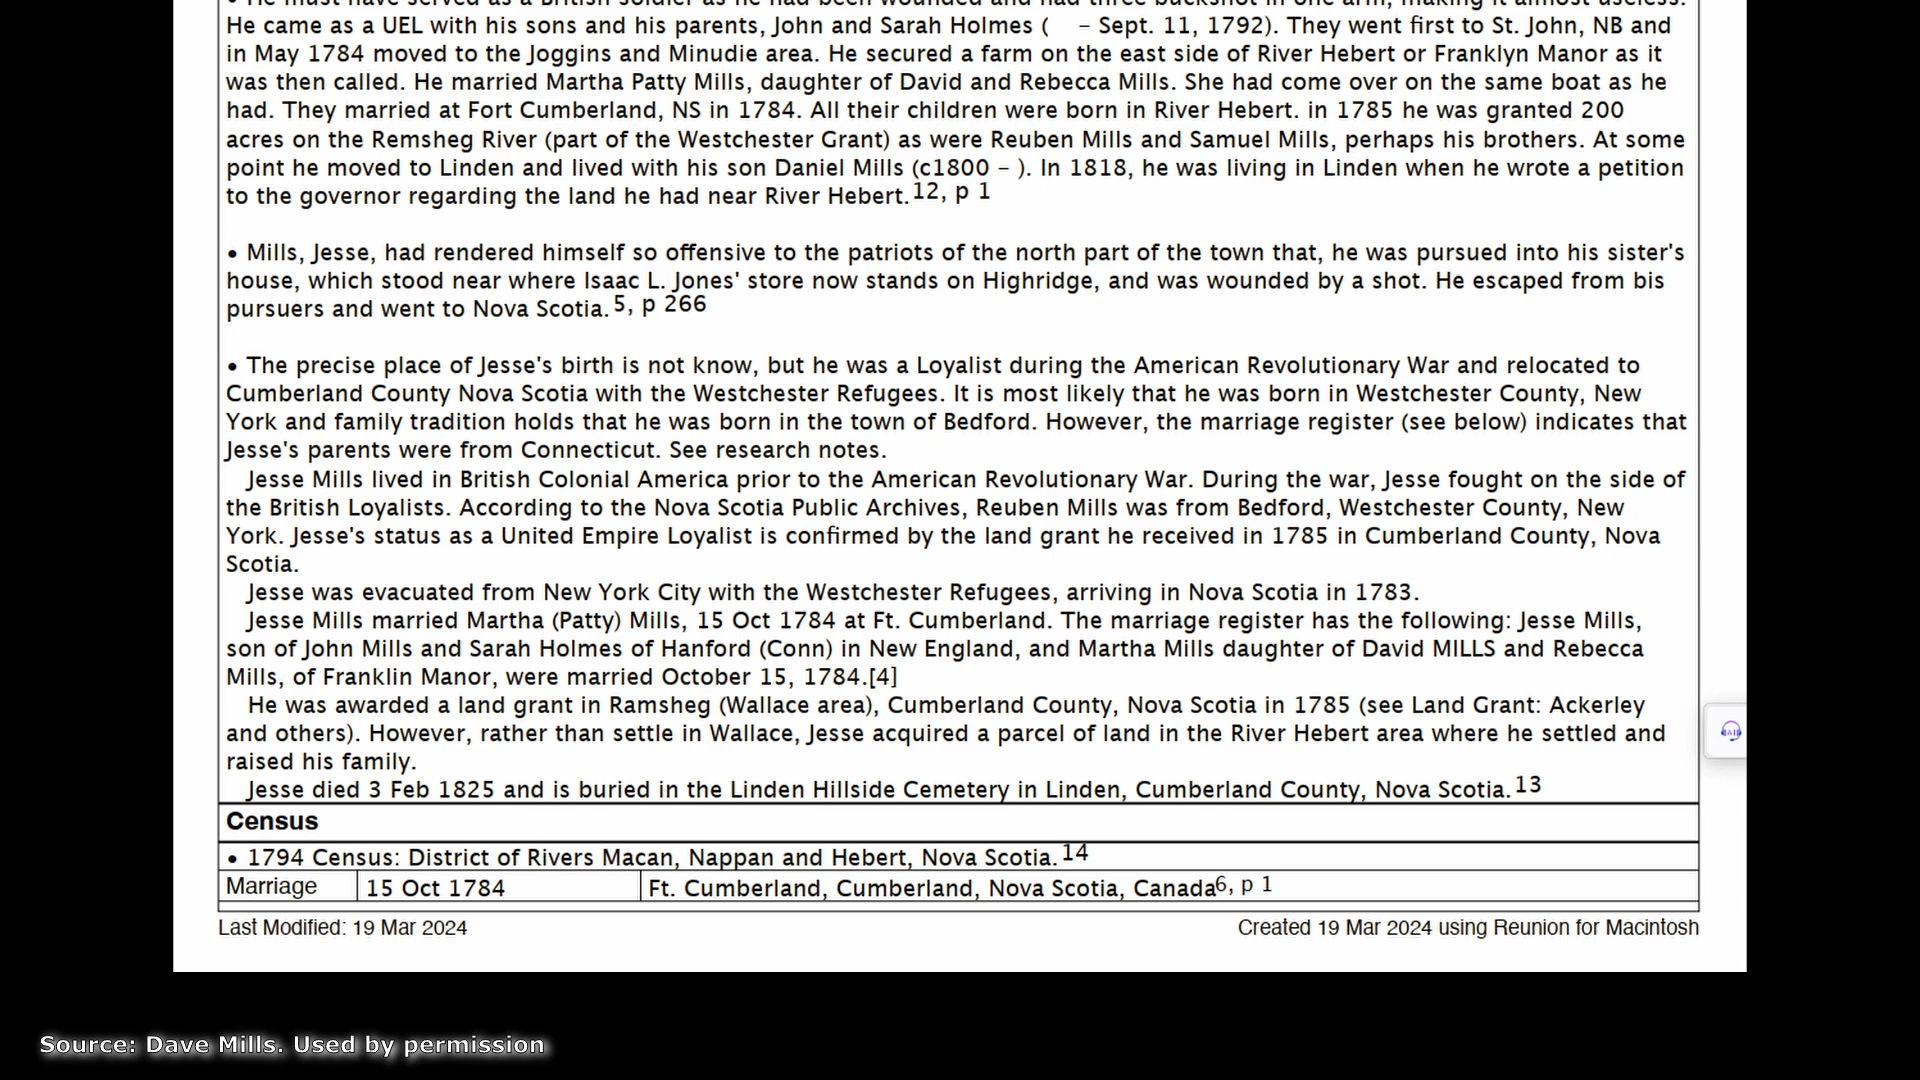 • He must have served as a British soldier as he had been wounded and had three buckshot in one arm, making it almost useless.
He came as a UEL with his sons and his parents, John and Sarah Holmes (    – Sept. 11, 1792). They went first to St. John, NB and
in May 1784 moved to the Joggins and Minudie area. He secured a farm on the east side of River Hebert or Franklyn Manor as it
was then called. He married Martha Patty Mills, daughter of David and Rebecca Mills. She had come over on the same boat as he
had. They married at Fort Cumberland, NS in 1784. All their children were born in River Hebert. in 1785 he was granted 200
acres on the Remsheg River (part of the Westchester Grant) as were Reuben Mills and Samuel Mills, perhaps his brothers. At some
point he moved to Linden and lived with his son Daniel Mills (c1800 – ). In 1818, he was living in Linden when he wrote a petition
to the governor regarding the land he had near River Hebert.12, p 1
• Mills, Jesse, had rendered himself so offensive to the patriots of the north part of the town that, he was pursued into his sister's
house, which stood near where Isaac L. Jones' store now stands on Highridge, and was wounded by a shot. He escaped from bis
pursuers and went to Nova Scotia.5, p 266
• The precise place of Jesse's birth is not know, but he was a Loyalist during the American Revolutionary War and relocated to
Cumberland County Nova Scotia with the Westchester Refugees. It is most likely that he was born in Westchester County, New
York and family tradition holds that he was born in the town of Bedford. However, the marriage register (see below) indicates that
Jesse's parents were from Connecticut. See research notes.
Jesse Mills lived in British Colonial America prior to the American Revolutionary War. During the war, Jesse fought on the side of
the British Loyalists. According to the Nova Scotia Public Archives, Reuben Mills was from Bedford, Westchester County, New
York. Jesse's status as a United Empire Loyalist is confirmed by the land grant he received in 1785 in Cumberland County, Nova
Scotia.
Jesse was evacuated from New York City with the Westchester Refugees, arriving in Nova Scotia in 1783.
Jesse Mills married Martha (Patty) Mills, 15 Oct 1784 at Ft. Cumberland. The marriage register has the following: Jesse Mills,
son of John Mills and Sarah Holmes of Hanford (Conn) in New England, and Martha Mills daughter of David MILLS and Rebecca
Mills, of Franklin Manor, were married October 15, 1784.[4]
He was awarded a land grant in Ramsheg (Wallace area), Cumberland County, Nova Scotia in 1785 (see Land Grant: Ackerley
and others). However, rather than settle in Wallace, Jesse acquired a parcel of land in the River Hebert area where he settled and
raised his family.
Jesse died 3 Feb 1825 and is buried in the Linden Hillside Cemetery in Linden, Cumberland County, Nova Scotia.13
Census
• 1794 Census: District of Rivers Macan, Nappan and Hebert, Nova Scotia.14
Marriage 15 Oct 1784 Ft. Cumberland, Cumberland, Nova Scotia, Canada6, p 1
Last Modified: 19 Mar 2024 Created 19 Mar 2024 using Reunion for Macintosh
Source: Dave Mills. Used by permission